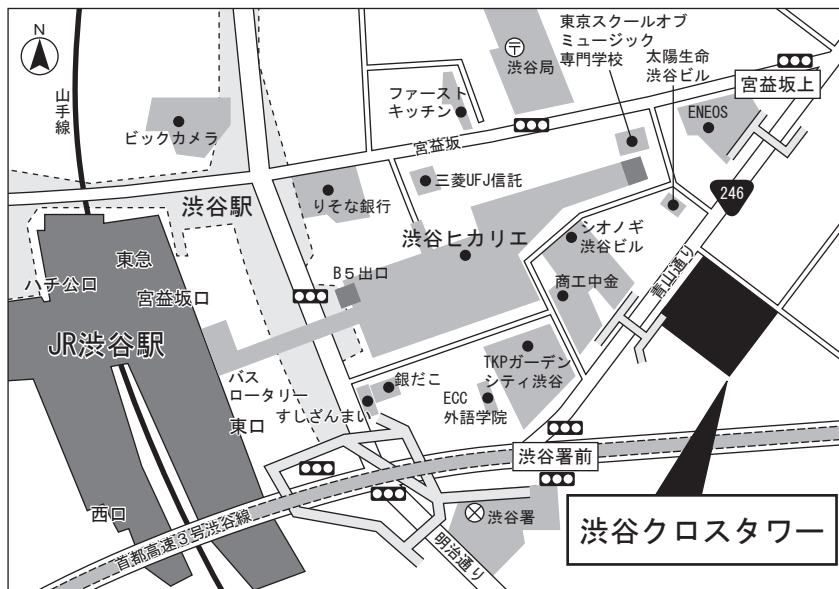 N
山手線
ビックカメラ
ファースト
キッチン
〒
渋谷局
東京スクールオブ
ミュージック
専門学校
太陽生命
渋谷ビル
宮益坂上
ENEOS
宮益坂
246
渋谷駅
りそな銀行
三菱UFJ信託
渋谷ヒカリエ
シオノギ
渋谷ビル
青山通り
東急
ハチ公口
宮益坂口
B5出口
商工中金
JR渋谷駅
バス
ロータリー
銀だこ
TKPガーデン
シティ渋谷
すしざんまい
ECC
外語学院
東口
渋谷署前
西口
首都高速3号渋谷線
渋谷署
明治通り
渋谷クロスタワー